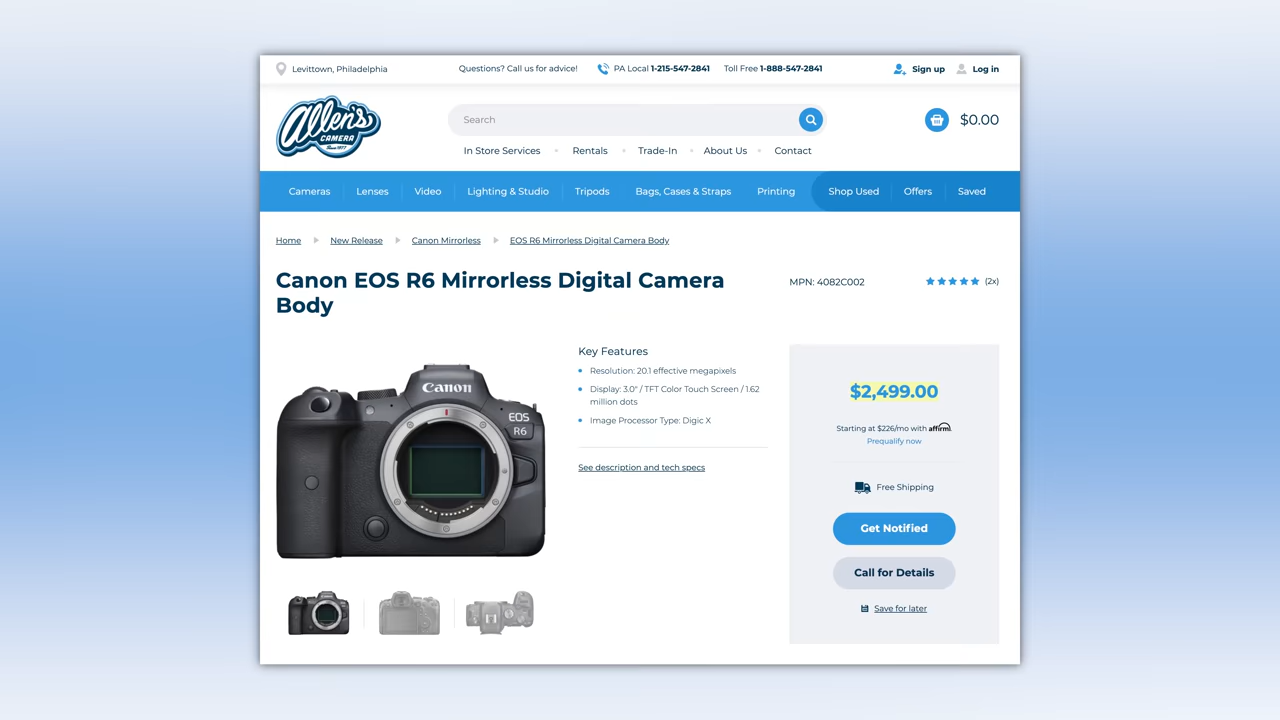 Levittown, Philadelphia
Questions? Call us for advice!
PA Local 1-215-547-2841
Toll Free 1-888-547-2841
Sign up
Log in
Allen's
CAMERA
Since 1977
Search
$0.00
In Store Services
Rentals
Trade-In
About Us
Contact
Cameras
Lenses
Video
Lighting & Studio
Tripods
Bags, Cases & Straps
Printing
Shop Used
Offers
Saved
Home
New Release
Canon Mirrorless
EOS R6 Mirrorless Digital Camera Body
Canon EOS R6 Mirrorless Digital Camera
Body
MPN: 4082C002
(2x)
Canon
EOS
R6
Key Features
Resolution: 20.1 effective megapixels
Display: 3.0" / TFT Color Touch Screen / 1.62
million dots
Image Processor Type: Digic X
See description and tech specs
$2,499.00
Starting at $226/mo with affirm.
Prequalify now
Free Shipping
Get Notified
Call for Details
Save for later